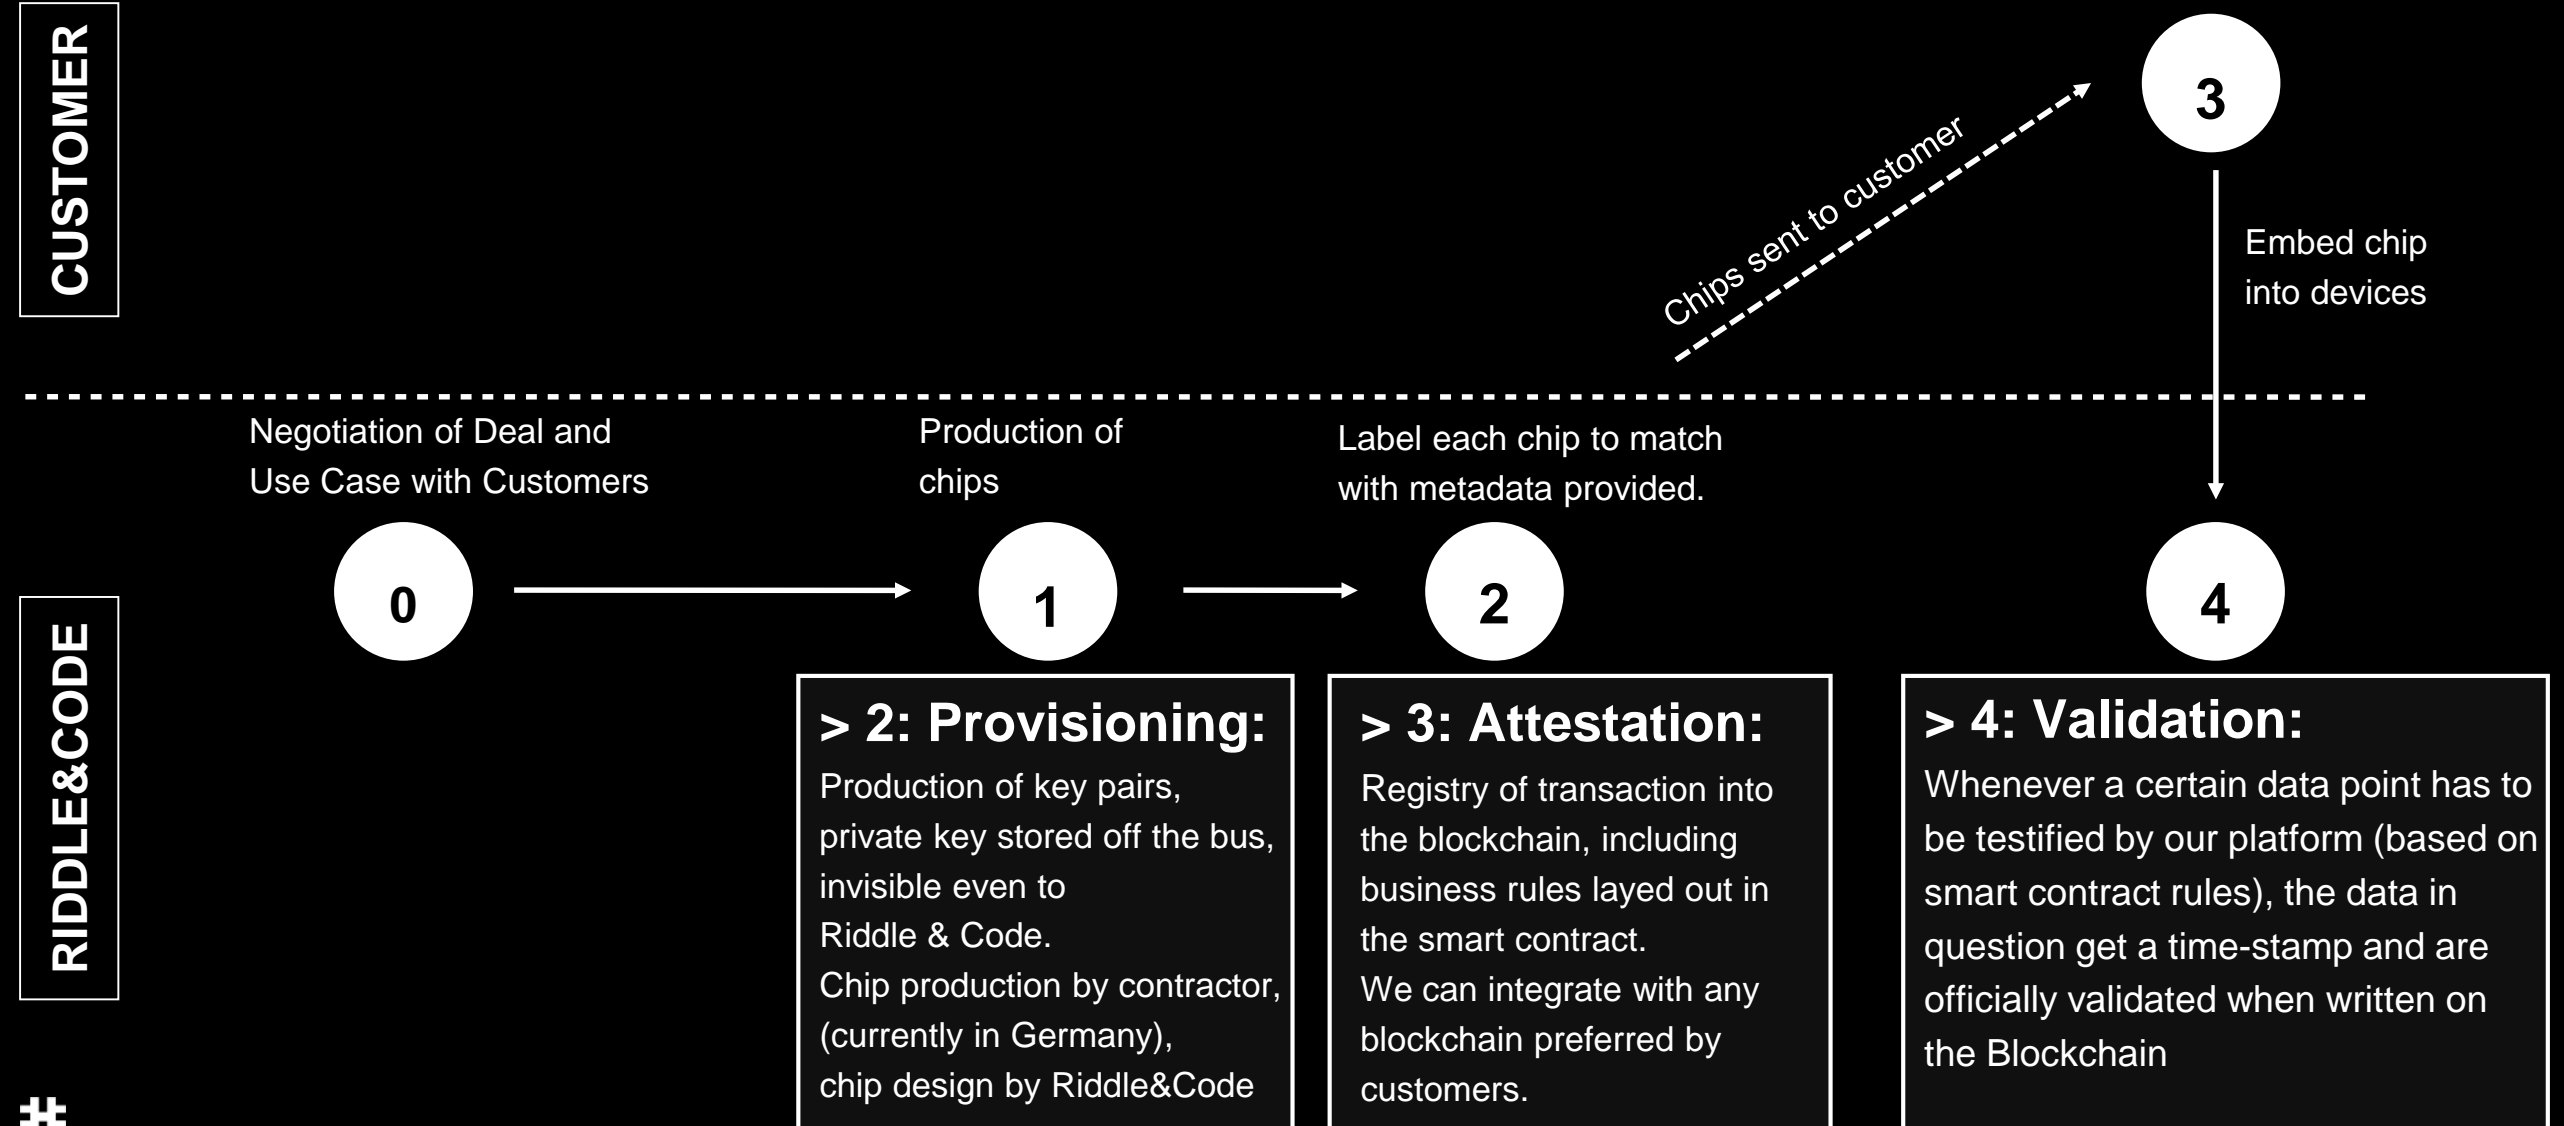 CUSTOMER
3
Chips sent to customer
Embed chip
into devices
Negotiation of Deal and
Use Case with Customers
Production of
chips
Label each chip to match
with metadata provided.
RIDDLE&CODE
0
1
2
4
> 2: Provisioning:
Production of key pairs,
private key stored off the bus,
invisible even to
Riddle & Code.
Chip production by contractor,
(currently in Germany),
chip design by Riddle&Code
> 3: Attestation:
Registry of transaction into
the blockchain, including
business rules layed out in
the smart contract.
We can integrate with any
blockchain preferred by
customers.
> 4: Validation:
Whenever a certain data point has to
be testified by our platform (based on
smart contract rules), the data in
question get a time-stamp and are
officially validated when written on
the Blockchain
#